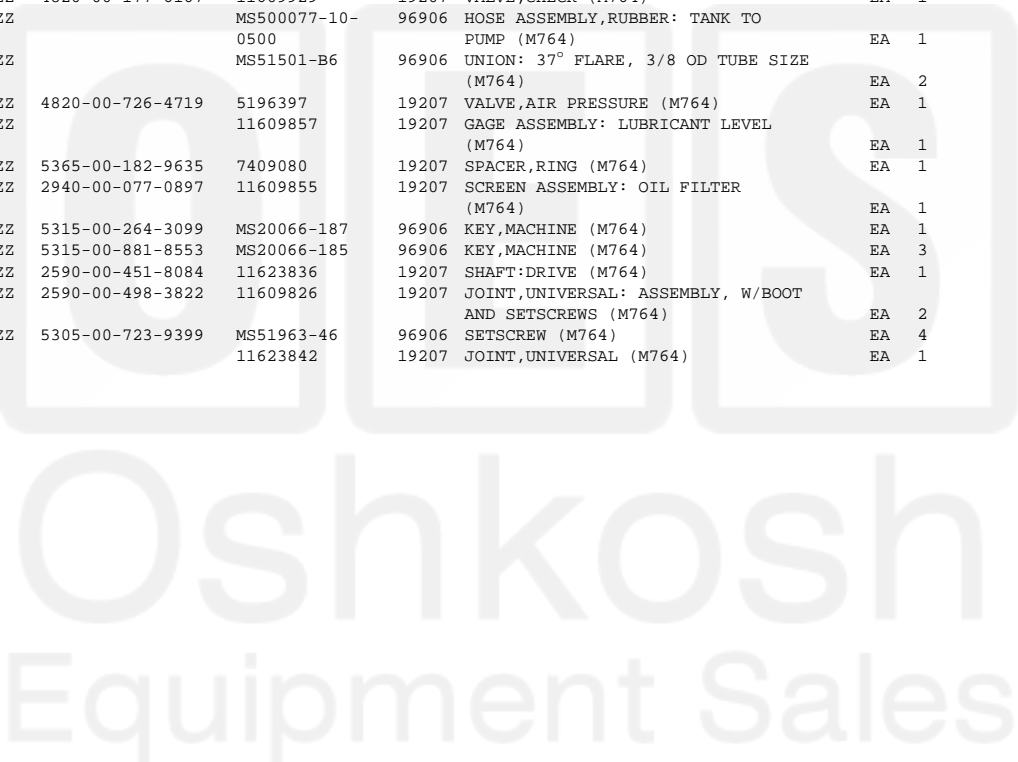 MS500077-10- 96906 HOSE ASSEMBLY,RUBBER: TANK TO
0500 PUMP (M764) EA 1
ZZ MS51501-B6 96906 UNION: 37° FLARE, 3/8 OD TUBE SIZE
(M764) EA 2
ZZ 4820-00-726-4719 5196397 19207 VALVE,AIR PRESSURE (M764) EA 1
ZZ 11609857 19207 GAGE ASSEMBLY: LUBRICANT LEVEL
(M764) EA 1
ZZ 5365-00-182-9635 7409080 19207 SPACER,RING (M764) EA 1
ZZ 2940-00-077-0897 11609855 19207 SCREEN ASSEMBLY: OIL FILTER
(M764) EA 1
ZZ 5315-00-264-3099 MS20066-187 96906 KEY,MACHINE (M764) EA 1
ZZ 5315-00-881-8553 MS20066-185 96906 KEY,MACHINE (M764) EA 3
ZZ 2590-00-451-8084 11623836 19207 SHAFT:DRIVE (M764) EA 1
ZZ 2590-00-498-3822 11609826 19207 JOINT,UNIVERSAL: ASSEMBLY, W/BOOT
AND SETSCREWS (M764) EA 2
ZZ 5305-00-723-9399 MS51963-46 96906 SETSCREW (M764) EA 4
11623842 19207 JOINT,UNIVERSAL (M764) EA 1
OES
Oshkosh
Equipment Sales